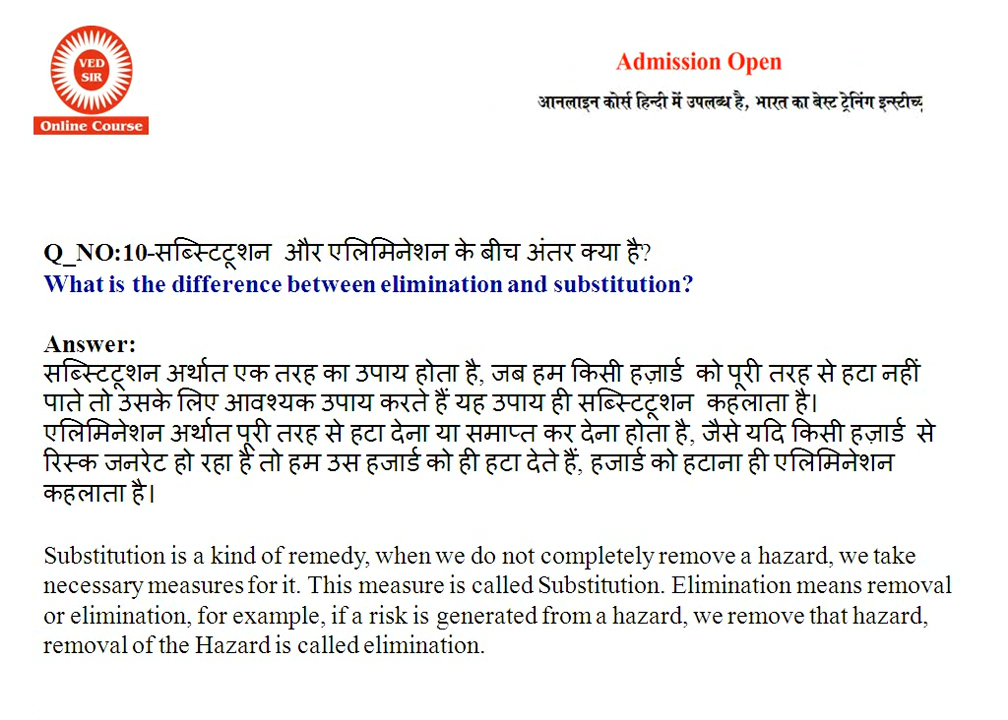 VED
SIR
Online Course
Admission Open
आनलाइन कोर्स हिन्दी में उपलब्ध है, भारत का बेस्ट ट्रेनिंग
Q_NO:10-सब्स्टिटूशन और एलिमिनेशन के बीच अंतर क्या है?
What is the difference between elimination and substitution?
Answer:
सब्स्टिटूशन अर्थात एक तरह का उपाय होता है, जब हम किसी हज़ार्ड को पूरी तरह से हटा नहीं
पाते तो उसके लिए आवश्यक उपाय करते हैं यह उपाय ही सब्स्टिटूशन कहलाता है।
एलिमिनेशन अर्थात पूरी तरह से हटा देना या समाप्त कर देना होता है, जैसे यदि किसी हज़ार्ड से
रिस्क जनरेट हो रहा है तो हम उस हजार्ड को ही हटा देते हैं, हजार्ड को हटाना ही एलिमिनेशन
कहलाता है।
Substitution is a kind of remedy, when we do not completely remove a hazard, we take
necessary measures for it. This measure is called Substitution. Elimination means removal
or elimination, for example, if a risk is generated from a hazard, we remove that hazard,
removal of the Hazard is called elimination.